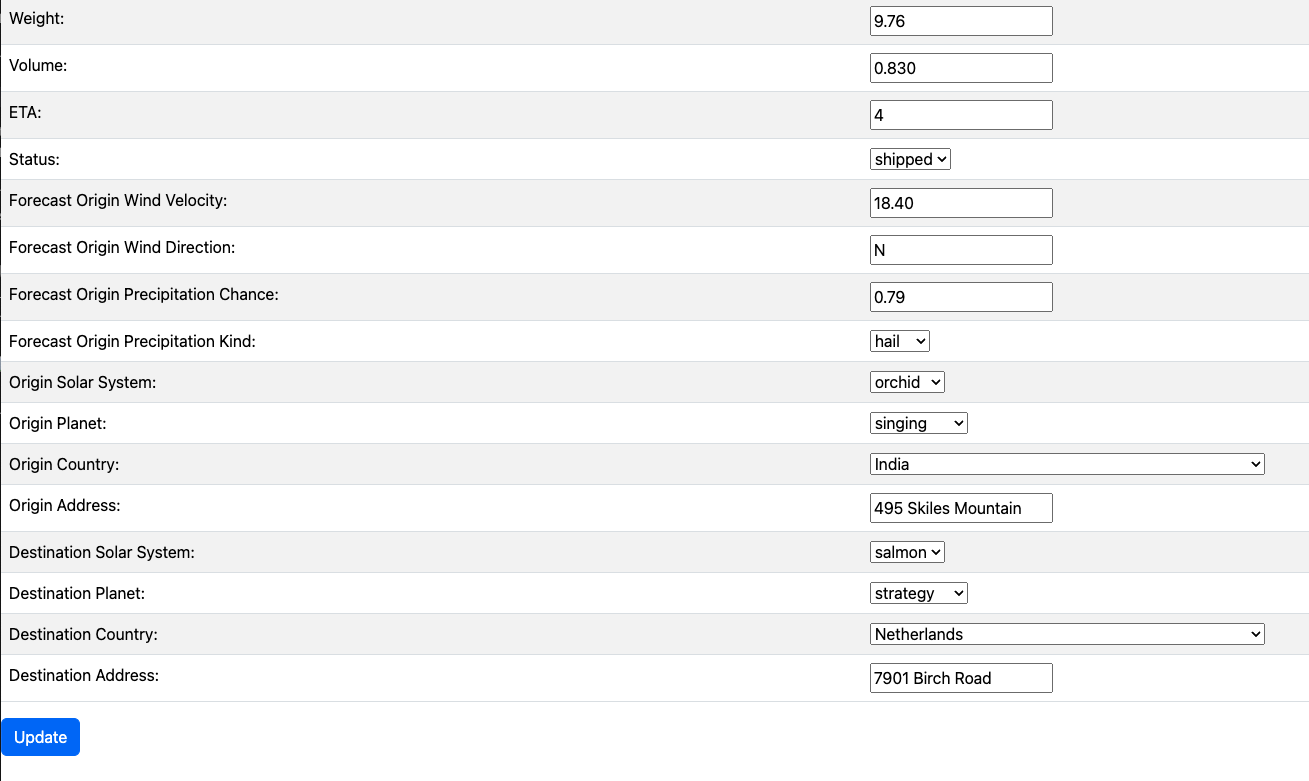 Weight: 9.76
Volume: 0.830
ETA: 4
Status: shipped
Forecast Origin Wind Velocity: 18.40
Forecast Origin Wind Direction: N
Forecast Origin Precipitation Chance: 0.79
Forecast Origin Precipitation Kind: hail
Origin Solar System: orchid
Origin Planet: singing
Origin Country: India
Origin Address: 495 Skiles Mountain
Destination Solar System: salmon
Destination Planet: strategy
Destination Country: Netherlands
Destination Address: 7901 Birch Road
Update